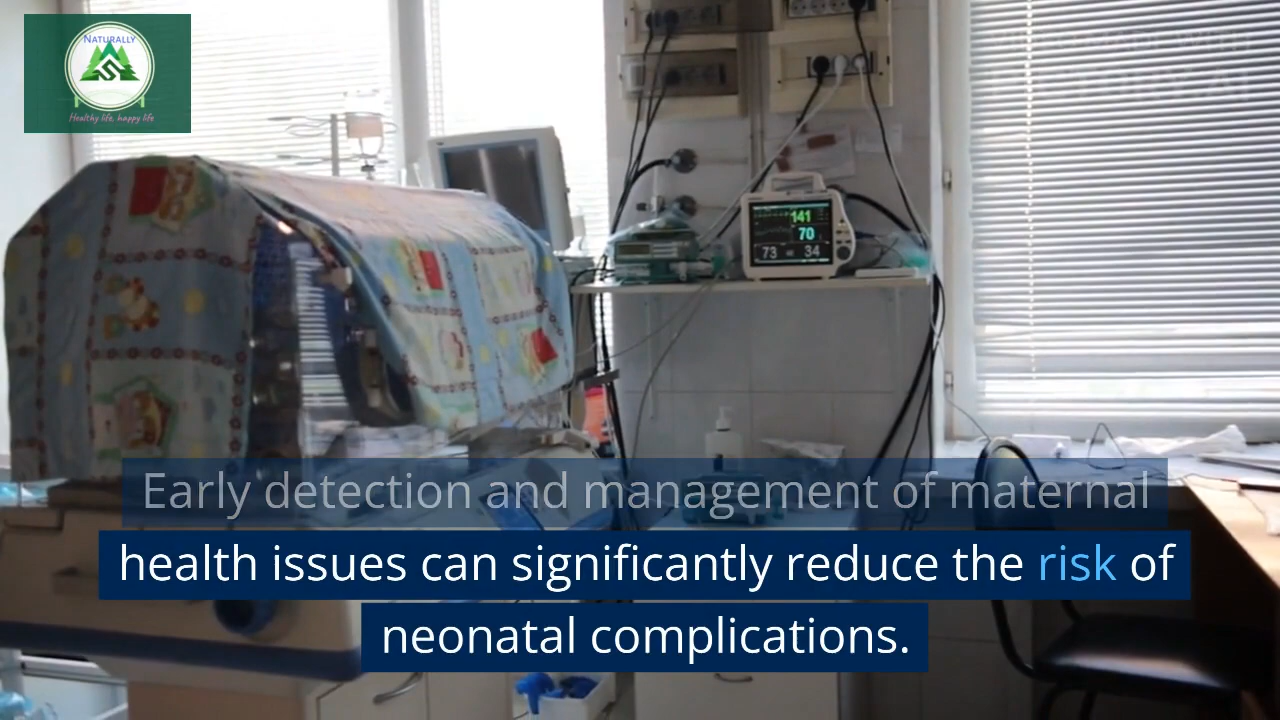 NATURALLY
Healthy life, happy life
141
70
73 34
Early detection and management of maternal
health issues can significantly reduce the risk of
neonatal complications.